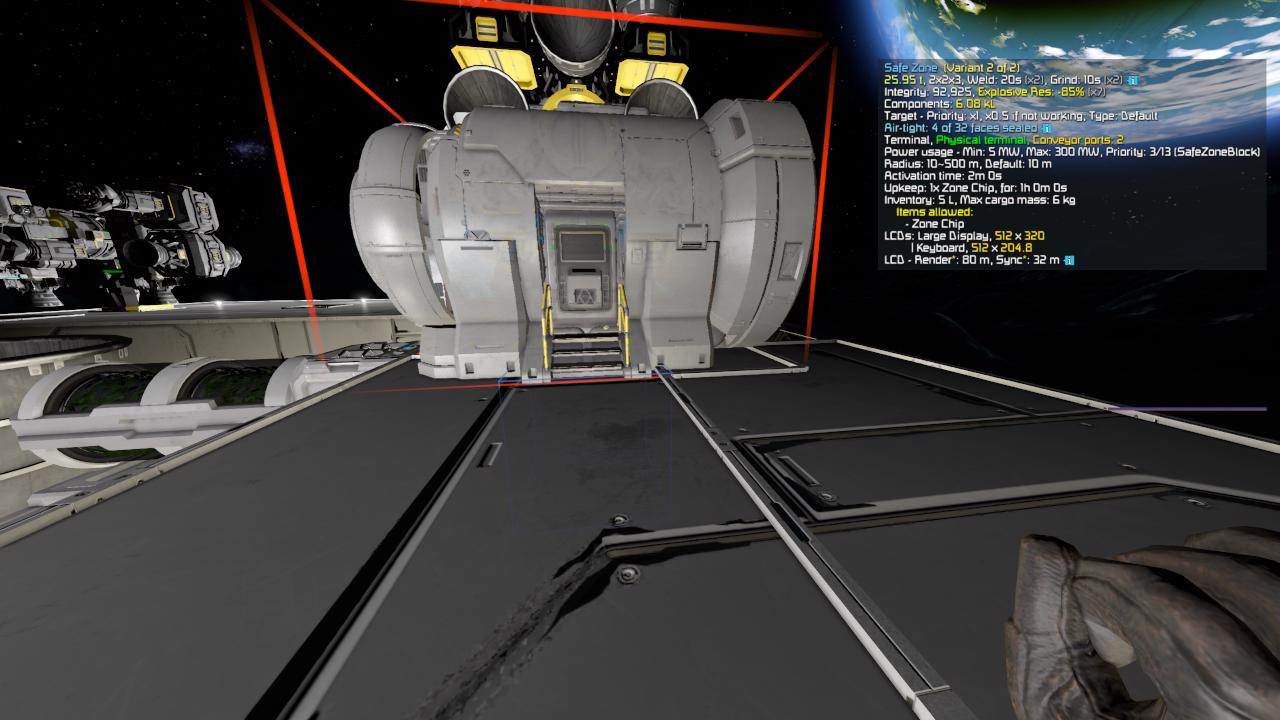 Safe Zone (Variant 2 of 2)
25.95 t, 2x2x3, Weld: 20s (x2), Grind: 10s (x2)
Integrity: 92,925, Explosive Res: -85% (x7)
Components: 6.08 kL
Target - Priority: x1, x0.5 if not working; Type: Default
Air-tight: 4 of 32 faces sealed
Terminal, Physical terminal, Conveyor ports: 2
Power usage - Min: 5 MW, Max: 300 MW, Priority: 3/13 (SafeZoneBlock)
Radius: 10~500 m, Default: 10 m
Activation time: 2m 0s
Upkeep: 1x Zone Chip, for: 1h 0m 0s
Inventory: 5 L, Max cargo mass: 6 kg
Items allowed:
- Zone Chip
LCDs: Large Display, 512 x 320
| Keyboard, 512 x 204.8
LCD - Render*: 80 m, Sync*: 32 m